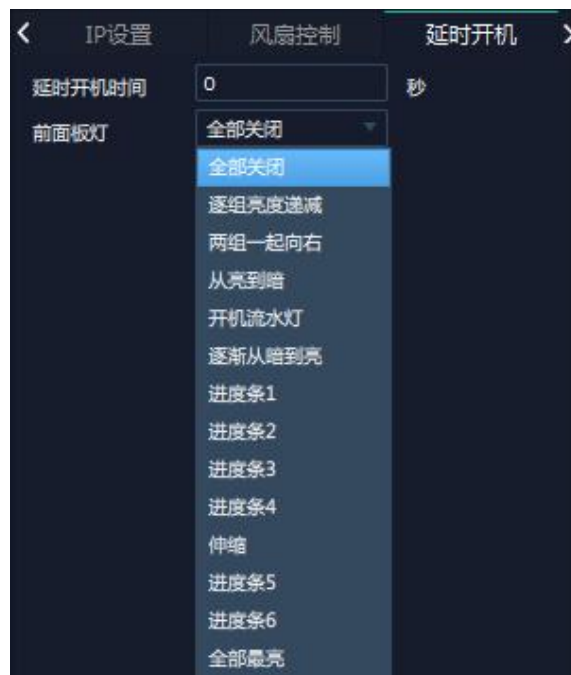 IP设置 风扇控制 延时开机
延时开机时间 0 秒
前面板灯 全部关闭
全部关闭
逐组亮度递减
两组一起向右
从亮到暗
开机流水灯
逐渐从暗到亮
进度条1
进度条2
进度条3
进度条4
伸缩
进度条5
进度条6
全部最亮